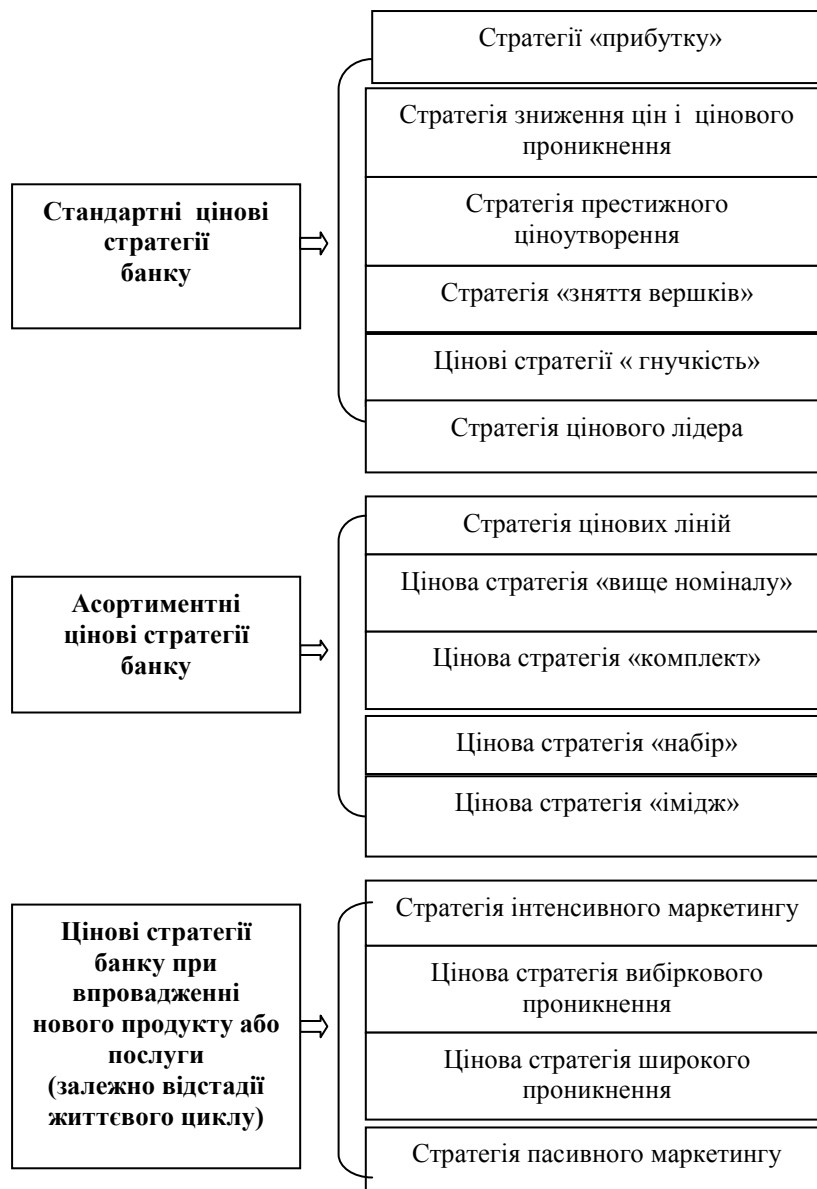 Стандартні цінові
стратегії
банку
Стратегії «прибутку»
Стратегія зниження цін і цінового
проникнення
Стратегія престижного
ціноутворення
Стратегія «зняття вершків»
Цінові стратегії « гнучкість»
Стратегія цінового лідера
Асортиментні
цінові стратегії
банку
Стратегія цінових ліній
Цінова стратегія «вище номіналу»
Цінова стратегія «комплект»
Цінова стратегія «набір»
Цінова стратегія «імідж»
Цінові стратегії
банку при
впровадженні
нового продукту або
послуги
(залежно відстадії
життєвого циклу)
Стратегія інтенсивного маркетингу
Цінова стратегія вибіркового
проникнення
Цінова стратегія широкого
проникнення
Стратегія пасивного маркетингу